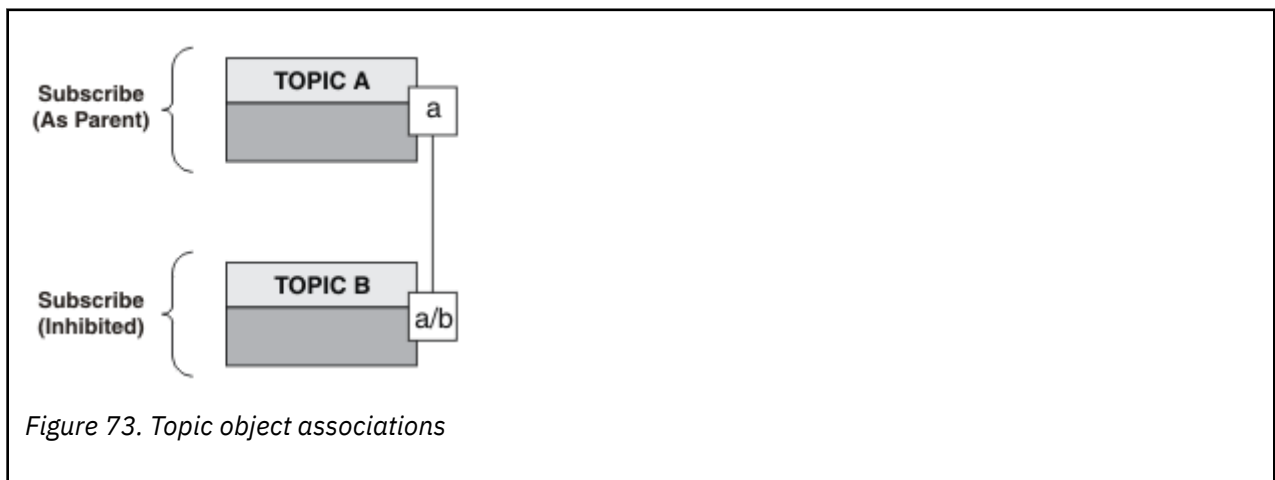 Subscribe
(As Parent)
TOPIC A
a
Subscribe
(Inhibited)
TOPIC B
a/b
Figure 73. Topic object associations